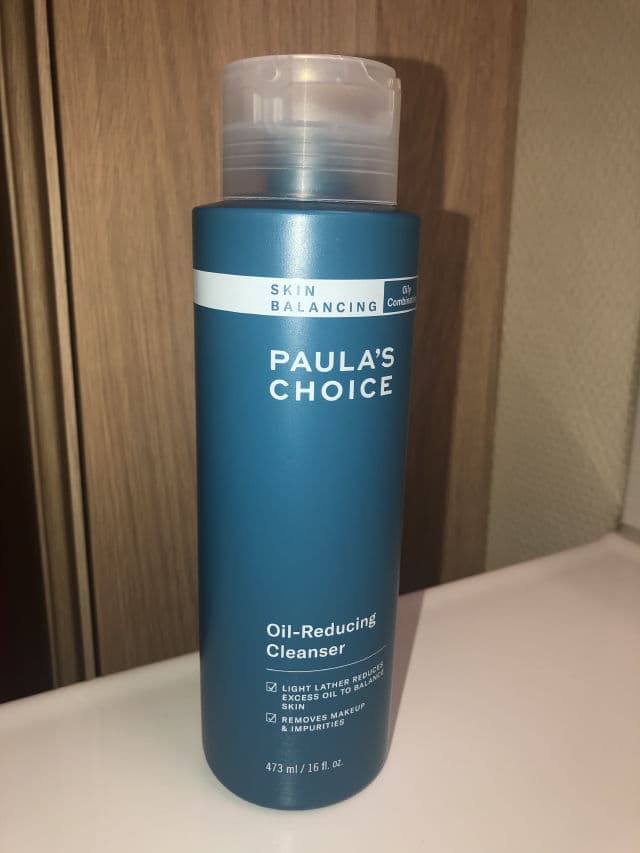 SKIN
BALANCING
Oily
PAULA'S
CHOICE
Oil-Reducing
Cleanser
LIGHT LATHER REDUCES
EXCESS OIL TO BALANCE
SKIN
REMOVES MAKEUP
& IMPURITIES
473 ml / 16 fl. oz.